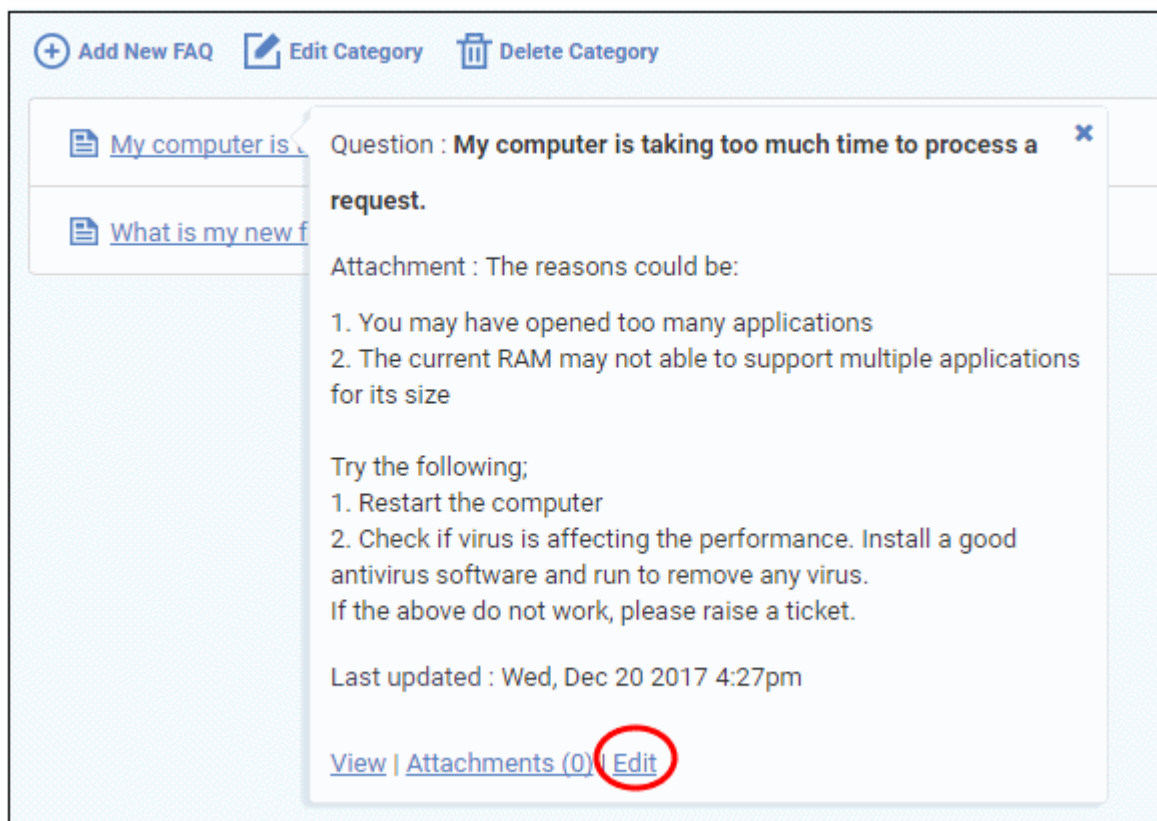 Add New FAQ Edit Category Delete Category
My computer is
Question : My computer is taking too much time to process a
request.
What is my new f
Attachment : The reasons could be:
1. You may have opened too many applications
2. The current RAM may not able to support multiple applications
for its size
Try the following;
1. Restart the computer
2. Check if virus is affecting the performance. Install a good
antivirus software and run to remove any virus.
If the above do not work, please raise a ticket.
Last updated : Wed, Dec 20 2017 4:27pm
View | Attachments (0) | Edit